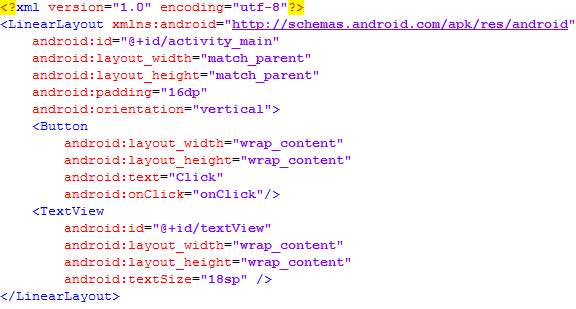 <?xml version="1.0" encoding="utf-8"?>
<LinearLayout xmlns:android="http://schemas.android.com/apk/res/android"
    android:id="@+id/activity_main"
    android:layout_width="match_parent"
    android:layout_height="match_parent"
    android:padding="16dp"
    android:orientation="vertical">
    <Button
        android:layout_width="wrap_content"
        android:layout_height="wrap_content"
        android:text="Click"
        android:onClick="onClick"/>
    <TextView
        android:id="@+id/textView"
        android:layout_width="wrap_content"
        android:layout_height="wrap_content"
        android:textSize="18sp" />
</LinearLayout>